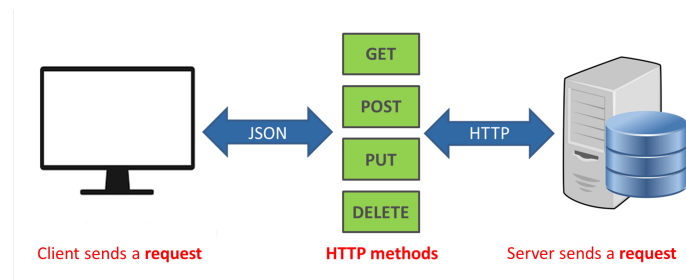 GET
POST
JSON
HTTP
PUT
DELETE
Client sends a request
HTTP methods
Server sends a request